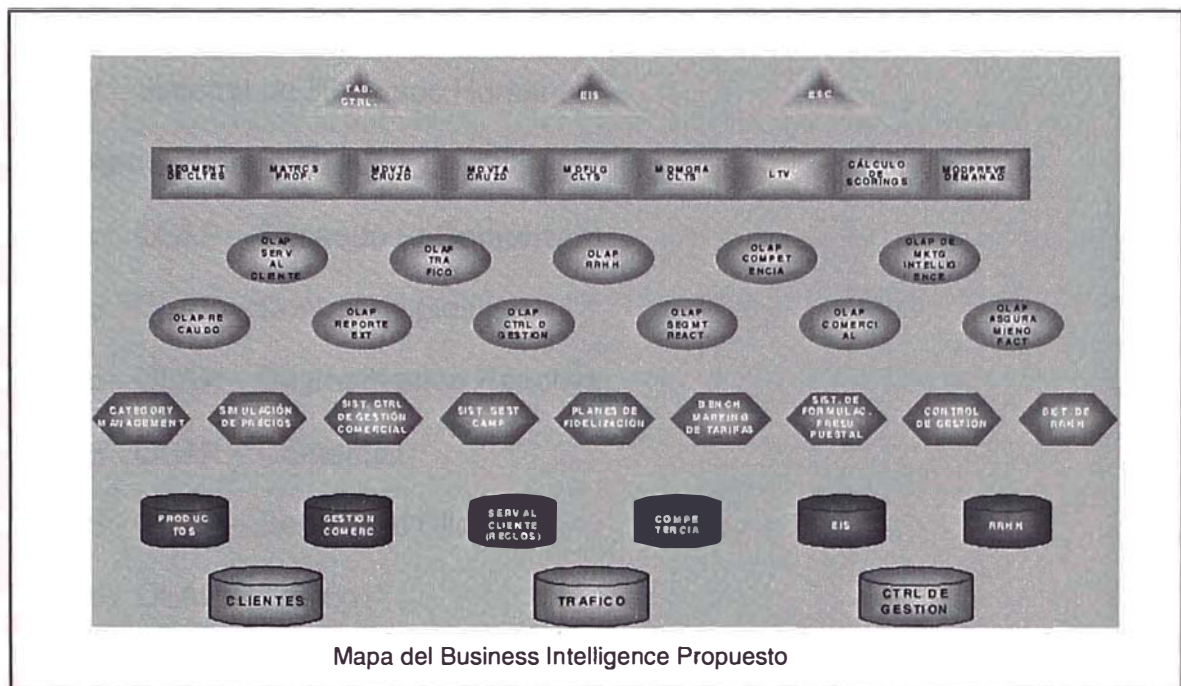 TAB.
CTRL.
EIS
ESC
SEGMENT
DE CLTES
MATRCS
PROP.
MDVTA
CRUZD
MDVTA
CRUZD
MDFUG
CLTS
MDMORA
CLTS
LTV
CÁLCULO
DE
SCORINGS
MODPREVE
DEMANAD
OLAP
SERV
AL
CLIENTE
OLAP
TRA
FICO
OLAP
RRHH
OLAP
COMPET
ENCIA
OLAP DE
MKTG
INTELLIG
ENCE
OLAP RE
CAUDO
OLAP
REPORTE
EXT
OLAP
CTRL D
GESTION
OLAP
SEGMT
REACT
OLAP
COMERCI
AL
OLAP
ASGURA
MIENO
FACT
CATEGORY
MANAGEMENT
SIMULACIÓN
DE PRECIOS
SIST. CTRL
DE GESTIÓN
COMERCIAL
SIST. GEST
CAMP
PLANES DE
FIDELIZACIÓN
BENCH
MARKING
DE TARIFAS
SIST. DE
FORMULAC.
PRESU
PUESTAL
CONTROL
DE GESTIÓN
DE
RRHH
PRODUC
TOS
GESTION
COMERC
SERV AL
CLIENTE
(RECLOS)
COMPE
TERCIA
EIS
RRHH
CLIENTES
TRAFICO
CTRL DE
GESTION
Mapa del Business Intelligence Propuesto